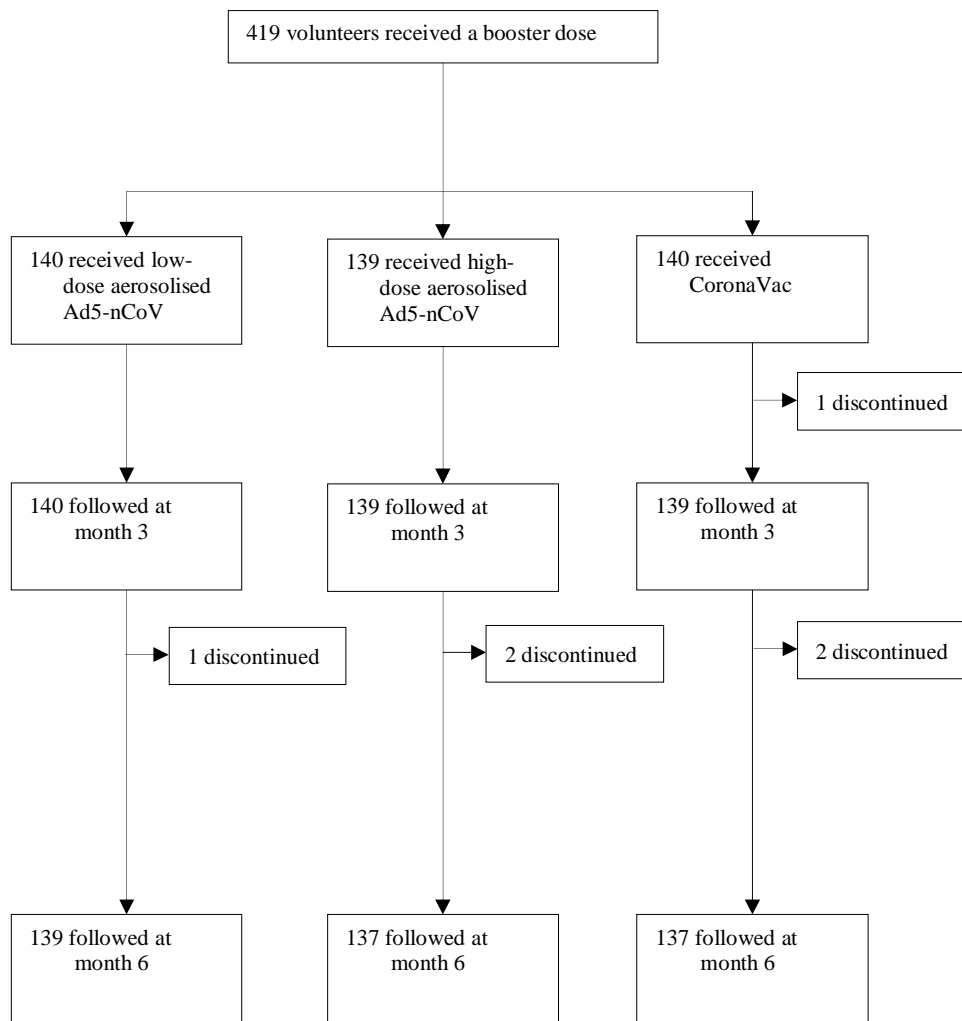 419 volunteers received a booster dose
140 received low-
dose aerosolised
Ad5-nCoV
139 received high-
dose aerosolised
Ad5-nCoV
140 received
CoronaVac
1 discontinued
140 followed at
month 3
139 followed at
month 3
139 followed at
month 3
1 discontinued
2 discontinued
2 discontinued
139 followed at
month 6
137 followed at
month 6
137 followed at
month 6